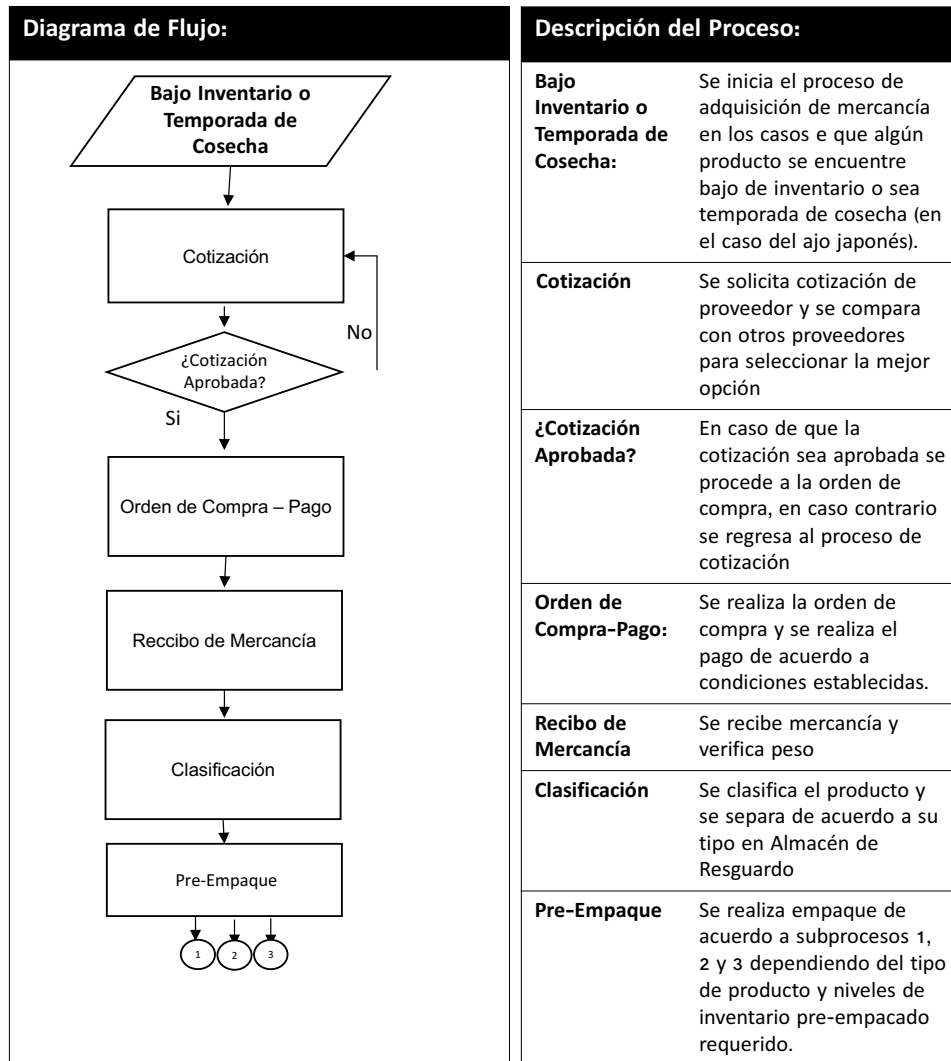 Diagrama de Flujo:
Bajo Inventario o
Temporada de
Cosecha
Cotización
No
¿Cotización
Aprobada?
Si
Orden de Compra – Pago
Reccibo de Mercancía
Clasificación
Pre-Empaque
1
2
3
Descripción del Proceso:
Bajo
Inventario o
Temporada de
Cosecha:
Se inicia el proceso de
adquisición de mercancía
en los casos e que algún
producto se encuentre
bajo de inventario o sea
temporada de cosecha (en
el caso del ajo japonés).
Cotización
Se solicita cotización de
proveedor y se compara
con otros proveedores
para seleccionar la mejor
opción
¿Cotización
Aprobada?
En caso de que la
cotización sea aprobada se
procede a la orden de
compra, en caso contrario
se regresa al proceso de
cotización
Orden de
Compra-Pago:
Se realiza la orden de
compra y se realiza el
pago de acuerdo a
condiciones establecidas.
Recibo de
Mercancía
Se recibe mercancía y
verifica peso
Clasificación
Se clasifica el producto y
se separa de acuerdo a su
tipo en Almacén de
Resguardo
Pre-Empaque
Se realiza empaque de
acuerdo a subprocesos 1,
2 y 3 dependiendo del tipo
de producto y niveles de
inventario pre-empacado
requerido.